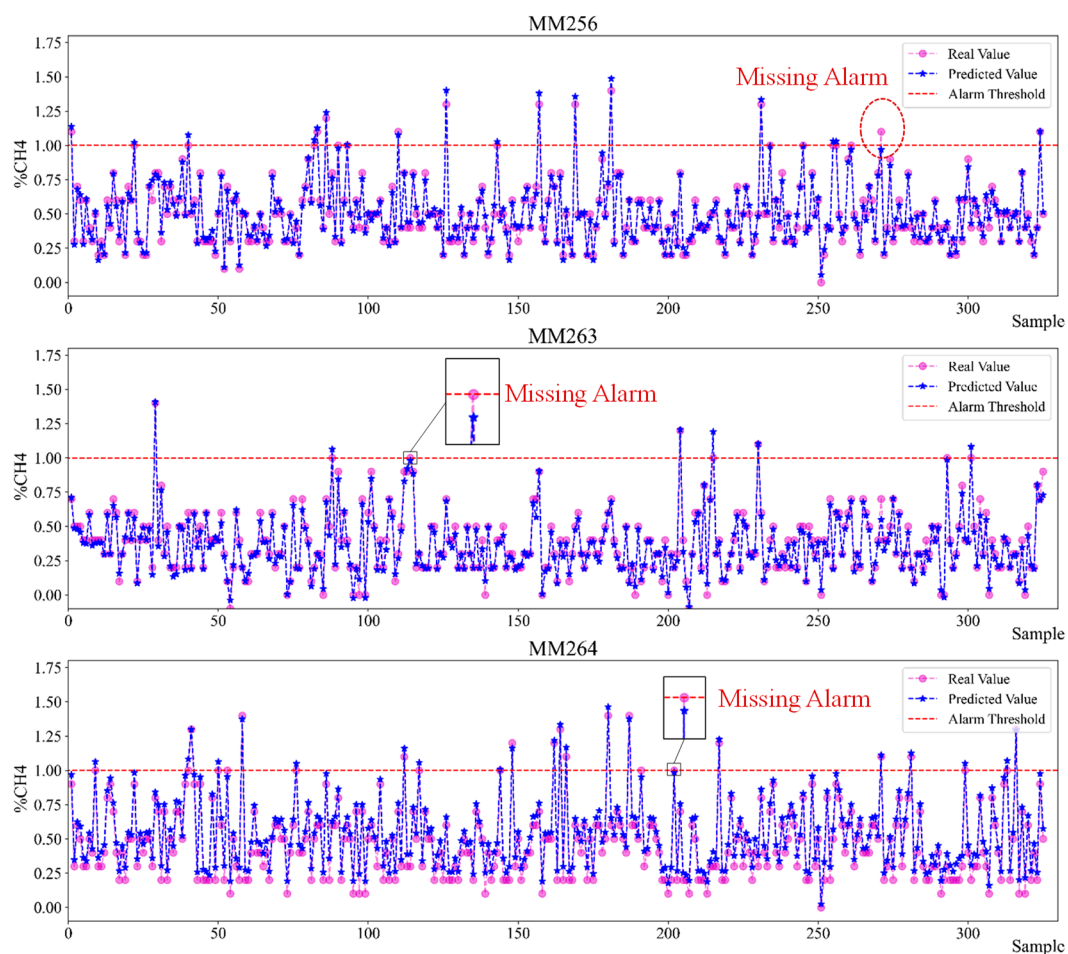 MM256
Missing Alarm
Real Value
Predicted Value
Alarm Threshold
%CH4
1.75
1.50
1.25
1.00
0.75
0.50
0.25
0.00
0 50 100 150 200 250 300
Sample
MM263
Missing Alarm
Real Value
Predicted Value
Alarm Threshold
%CH4
1.75
1.50
1.25
1.00
0.75
0.50
0.25
0.00
0 50 100 150 200 250 300
Sample
MM264
Missing Alarm
Real Value
Predicted Value
Alarm Threshold
%CH4
1.75
1.50
1.25
1.00
0.75
0.50
0.25
0.00
0 50 100 150 200 250 300
Sample